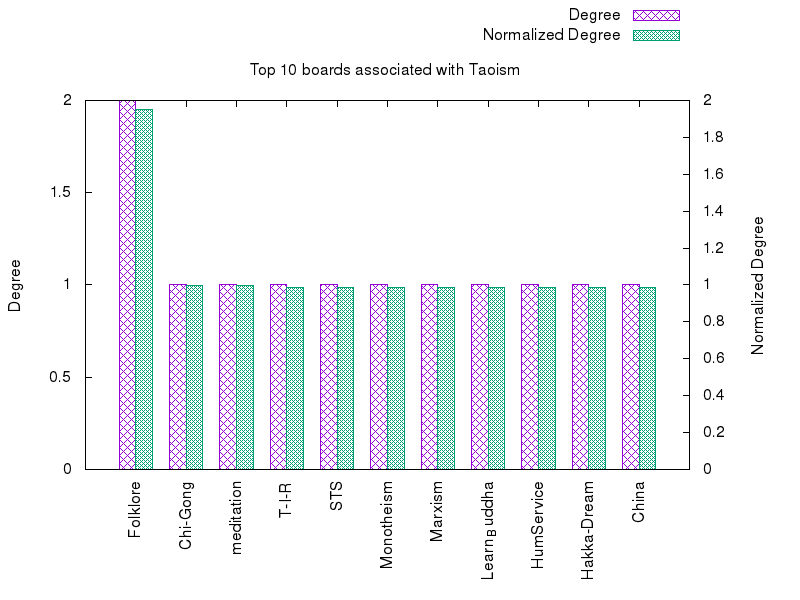 Degree
Normalized Degree
Top 10 boards associated with Taoism
2
1.5
1
0.5
0
Degree
2
1.8
1.6
1.4
1.2
1
0.8
0.6
0.4
0.2
0
Normalized Degree
Folklore
Chi-Gong
meditation
T-I-R
STS
Monotheism
Marxism
LearnBuddha
HumService
Hakka-Dream
China